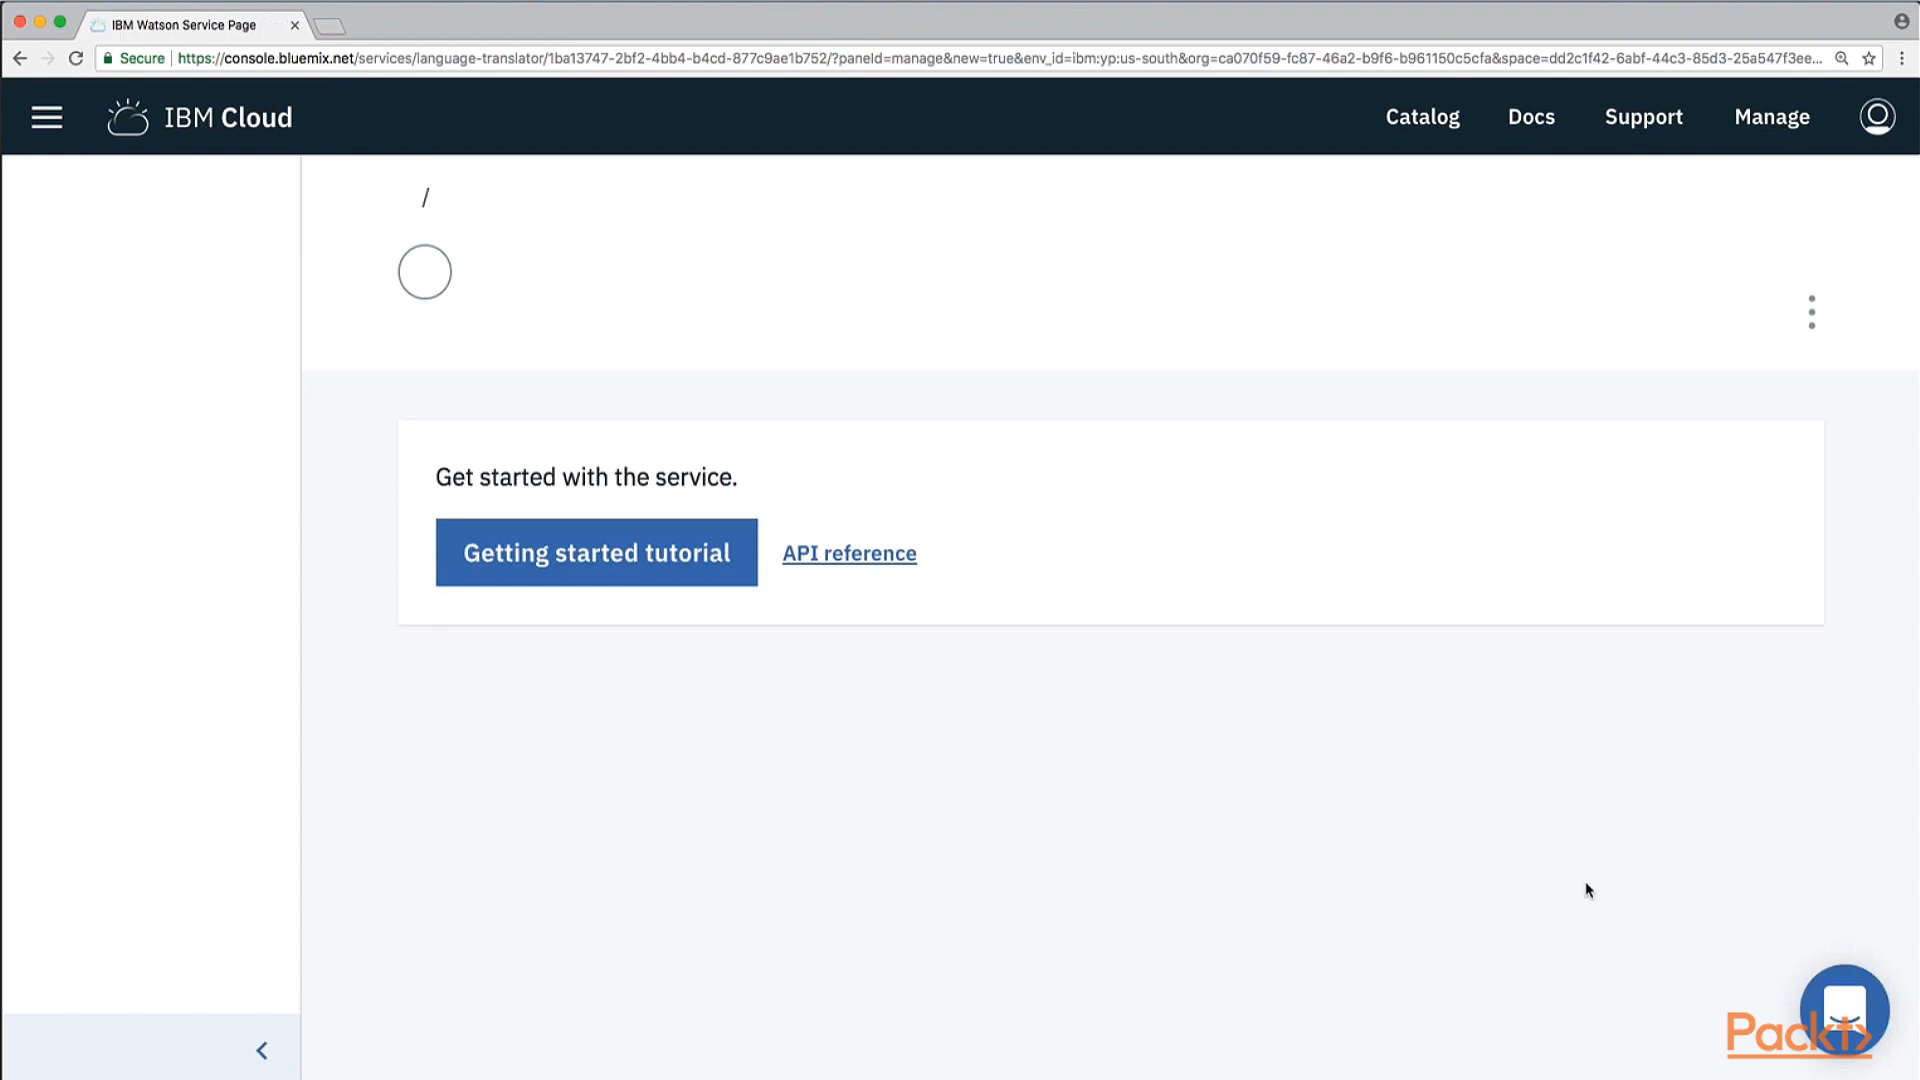 IBM Watson Service Page
Secure https://console.bluemix.net/services/language-translator/1ba13747-2bf2-4bb4-b4cd-877c9ae1b752/?paneId=manage&new=true&env_id=ibm:yp:us-south&org=ca070f59-fc87-46a2-b9f6-b961150c5cfa&space=dd2c1f42-6abf-44c3-85d3-25a547f3ee...
IBM Cloud
Catalog Docs Support Manage
/
Get started with the service.
Getting started tutorial API reference
Packt>